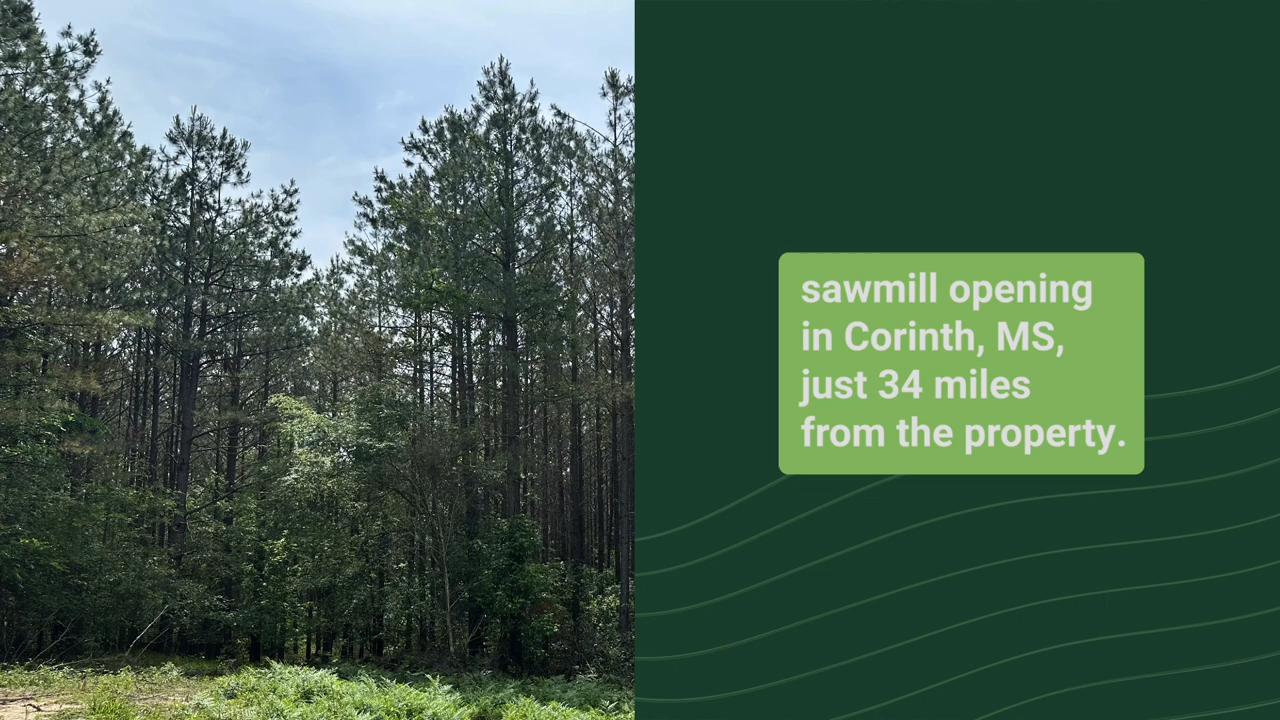 sawmill opening
in Corinth, MS,
just 34 miles
from the property.